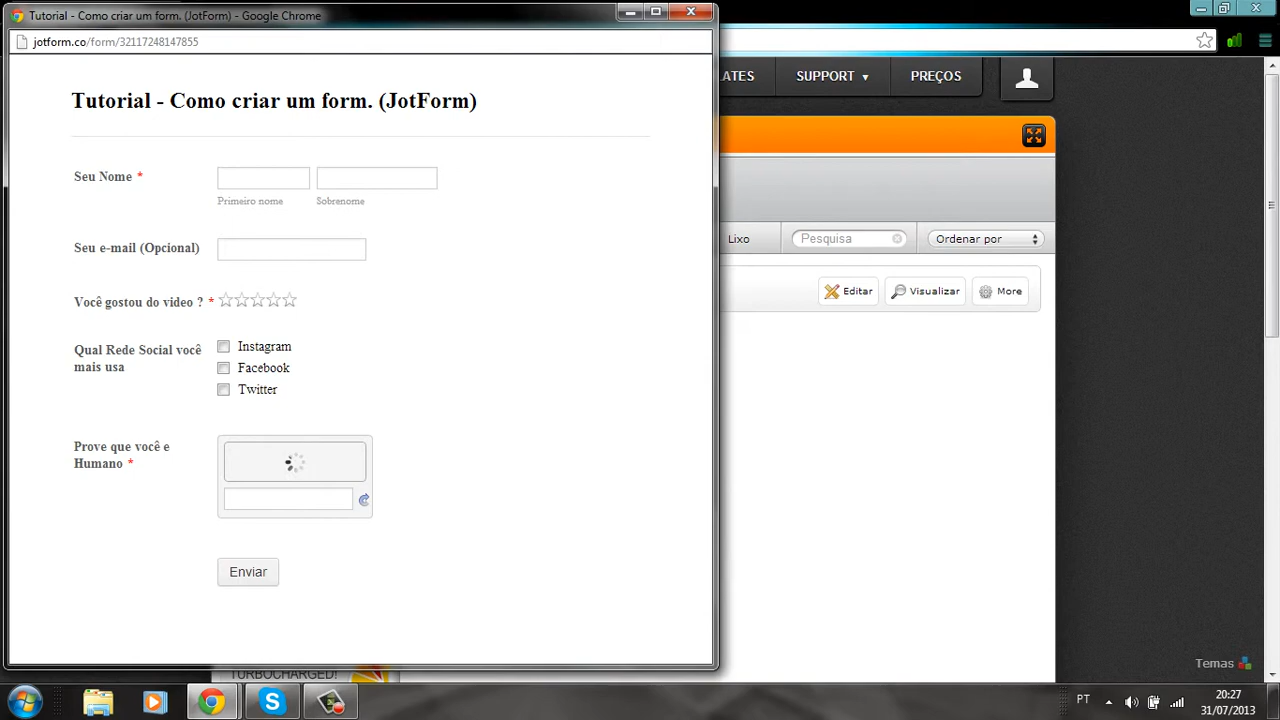 Tutorial - Como criar um form. (JotForm) - Google Chrome
jotform.co/form/32117248147855
ATES
SUPPORT ▼
PREÇOS
Tutorial - Como criar um form. (JotForm)
Seu Nome *
Primeiro nome
Sobrenome
Seu e-mail (Opcional)
Você gostou do video ? *
Qual Rede Social você
mais usa
Instagram
Facebook
Twitter
Prove que você e
Humano *
Enviar
Lixo
Pesquisa
Ordenar por
Editar
Visualizar
More
TURBOCHARGED!
Temas
PT
20:27
31/07/2013